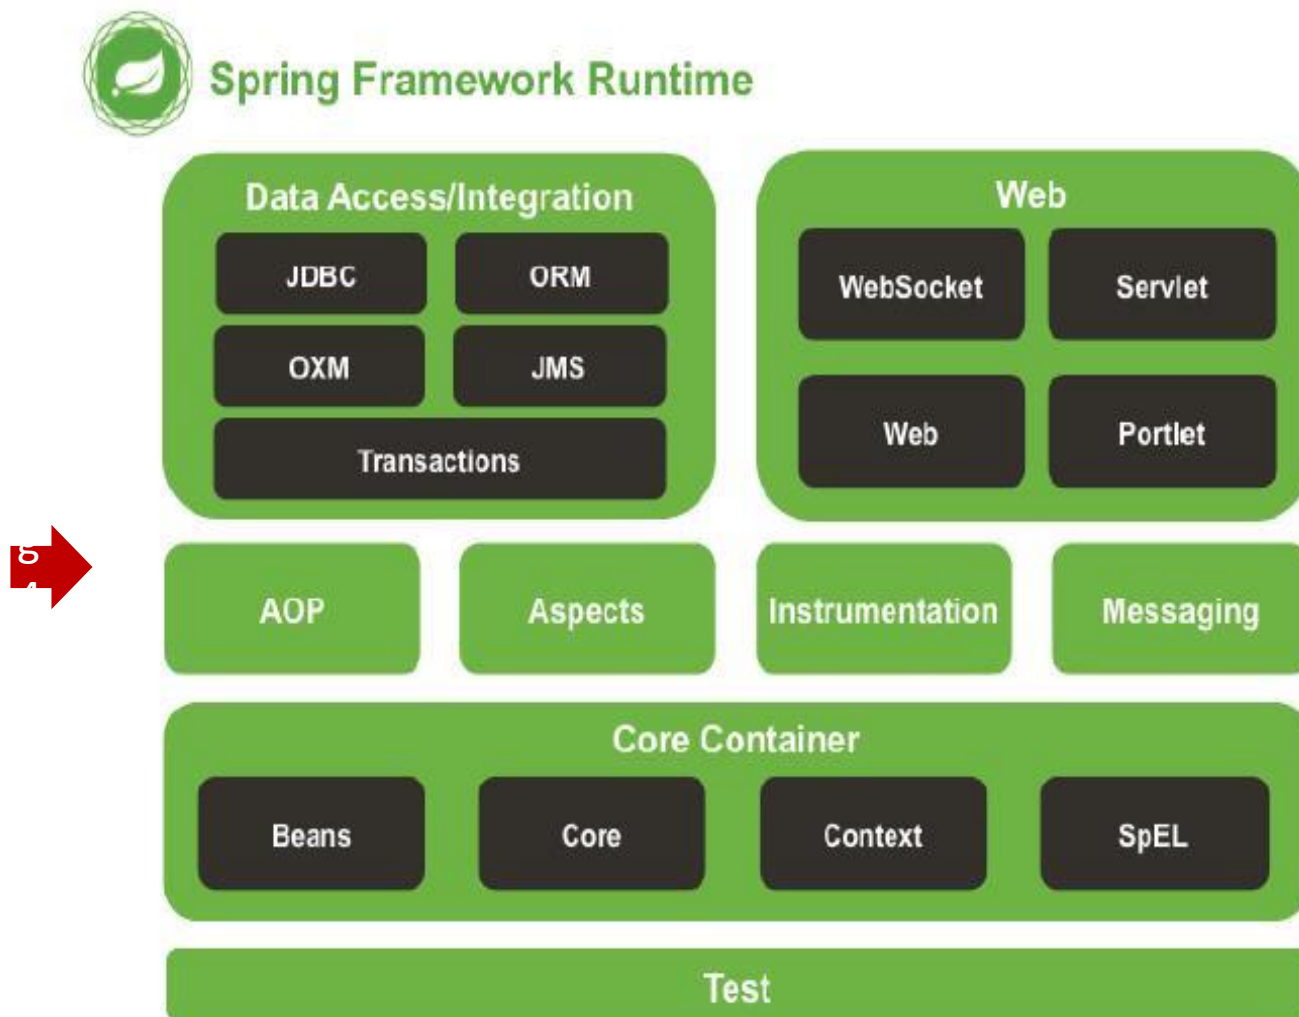 Spring Framework Runtime
Data Access/Integration
JDBC
ORM
OXM
JMS
Transactions
Web
WebSocket
Servlet
Web
Portlet
g
AOP
Aspects
Instrumentation
Messaging
Core Container
Beans
Core
Context
SpEL
Test